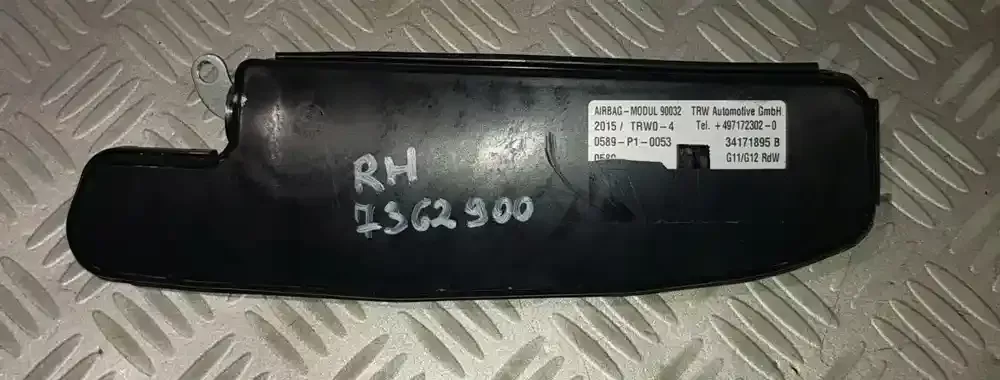 AIRBAG-MODUL 90032 TRW Automotive GmbH
2015/ TRW0-4 Tel. +497172302-0
0589-P1-0053 34171895 B
G11/G12 RdW
RH
7362900